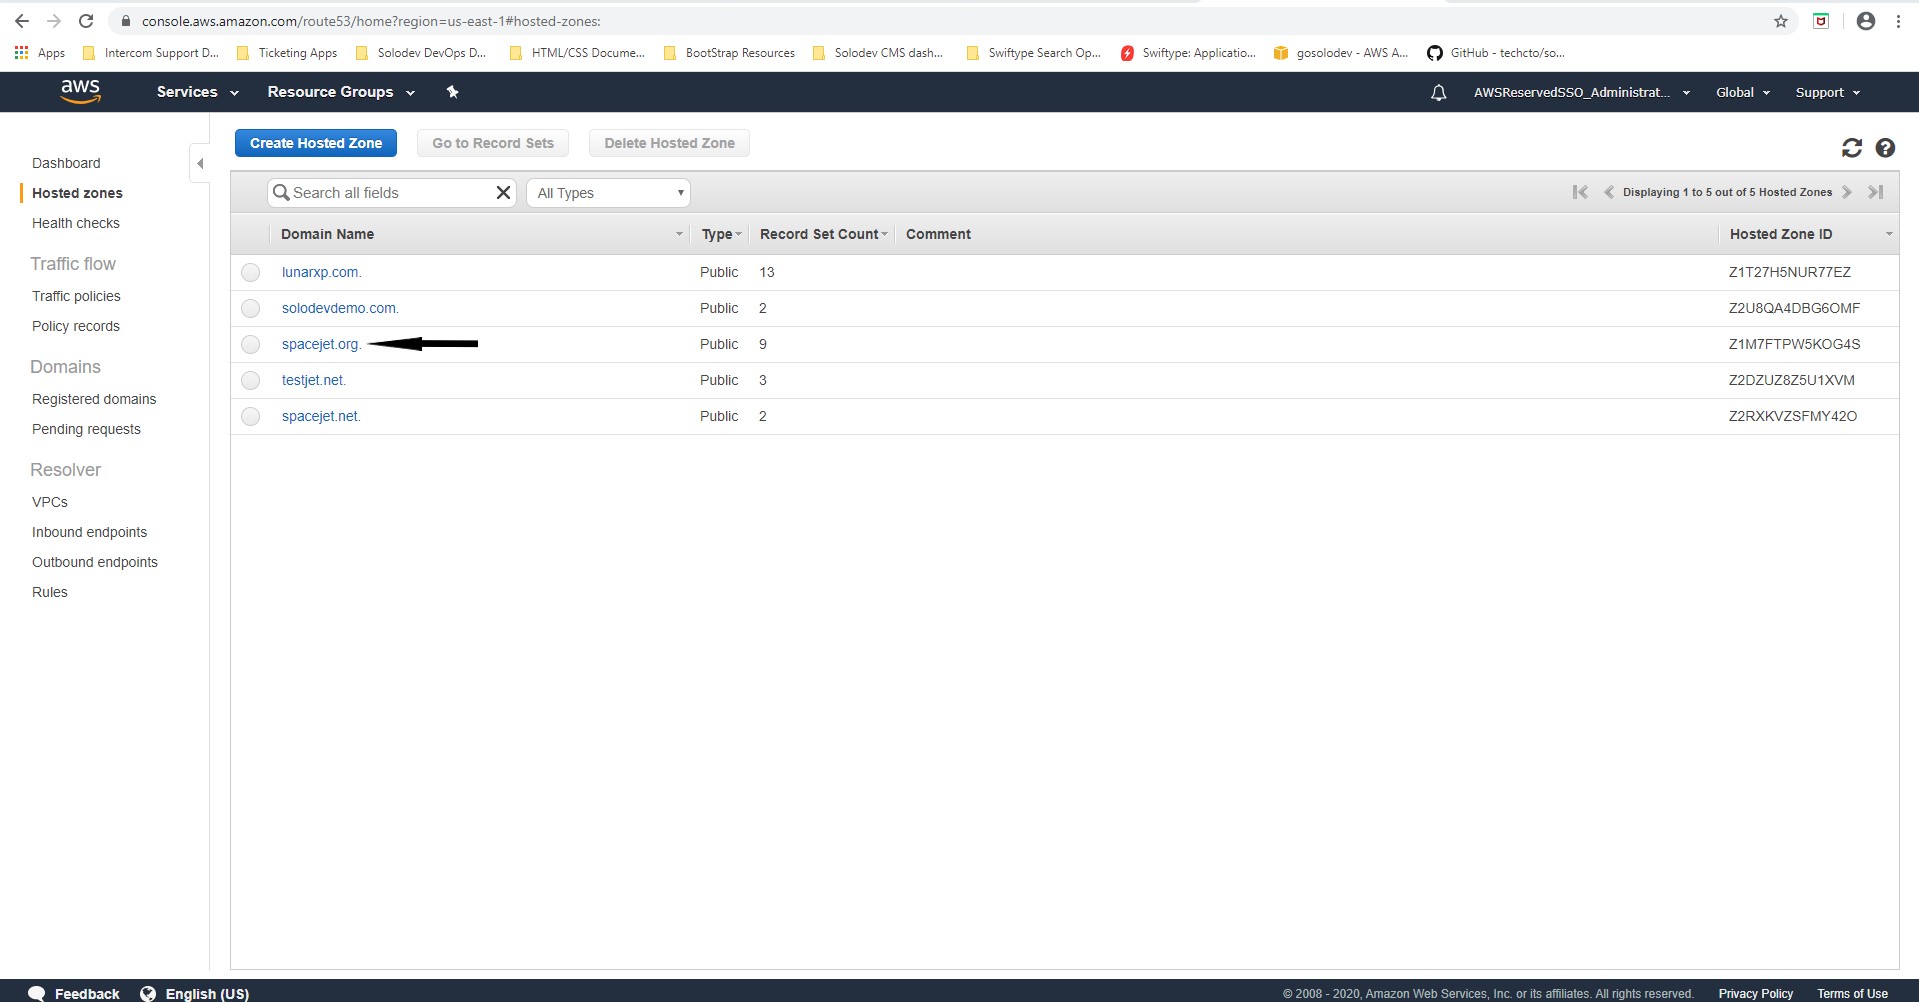 console.aws.amazon.com/route53/home?region=us-east-1#hosted-zones:
Apps Intercom Support D... Ticketing Apps Solodev DevOps D... HTML/CSS Docume... BootStrap Resources Solodev CMS dash... Swiftype Search Op... Swiftype: Applicatio... gosolodev - AWS A... GitHub - techcto/so...
aws Services Resource Groups AWSReservedSSO_Administrat... Global Support
Dashboard
Hosted zones
Health checks
Traffic flow
Traffic policies
Policy records
Domains
Registered domains
Pending requests
Resolver
VPCs
Inbound endpoints
Outbound endpoints
Rules
Create Hosted Zone Go to Record Sets Delete Hosted Zone
Search all fields All Types Displaying 1 to 5 out of 5 Hosted Zones
Domain Name Type Record Set Count Comment Hosted Zone ID
lunarxp.com. Public 13 Z1T27H5NUR77EZ
solodevdemo.com. Public 2 Z2U8QA4DBG6OMF
spacejet.org. Public 9 Z1M7FTPW5KOG4S
testjet.net. Public 3 Z2DZUZ8Z5U1XVM
spacejet.net. Public 2 Z2RXKVZSFMY42O
Feedback English (US) © 2008 - 2020, Amazon Web Services, Inc. or its affiliates. All rights reserved. Privacy Policy Terms of Use